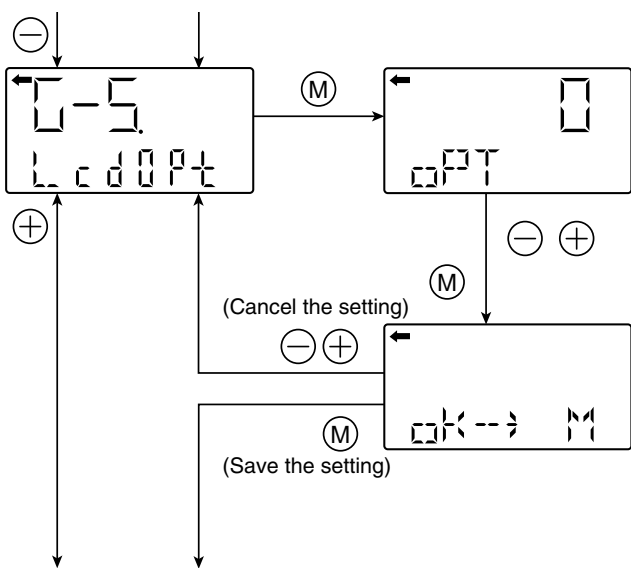 G-5.
LcdOPt
M
0
oPT
M
(Cancel the setting)
oK--> M
M
(Save the setting)